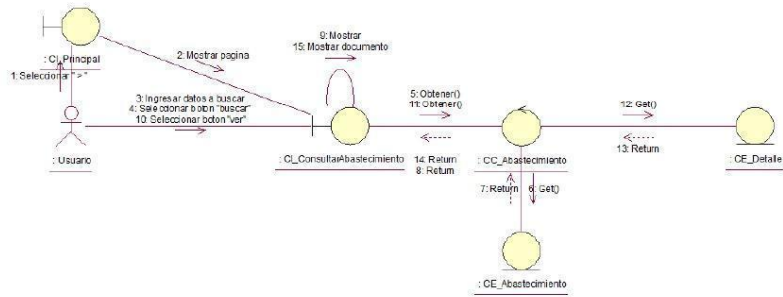 9: Mostrar
15: Mostrar documento
: CI_Principal
2: Mostrar pagina
1: Seleccionar " > "
3: Ingresar datos a buscar
4: Seleccionar boton "buscar"
10: Seleccionar boton "ver"
5: Obtener()
11: Obtener()
12: Get()
13: Return
: Usuario
: CI_ConsultarAbastecimiento
14: Return
8: Return
: CC_Abastecimiento
: CE_Detalle
7: Return
6: Get()
: CE_Abastecimiento